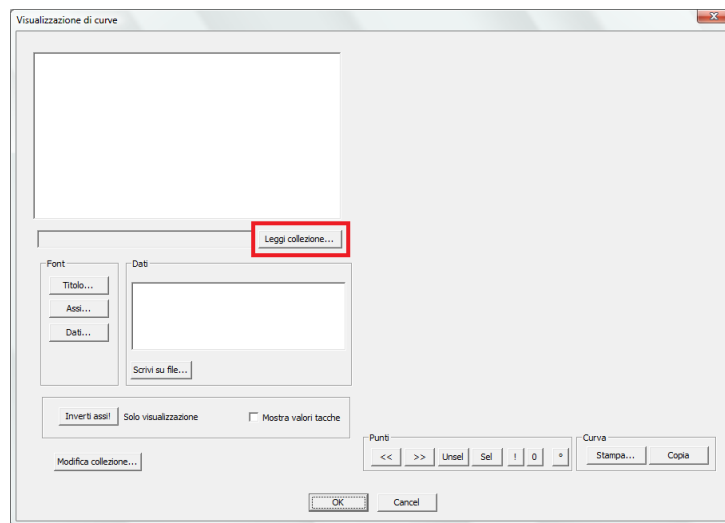 Visualizzazione di curve
Leggi collezione...
Font
Titolo...
Assi...
Dati...
Dati
Scrivi su file...
Inverti assi!
Solo visualizzazione
Mostra valori tacche
Modifica collezione...
Punti
<<
>>
Unsel
Sel
!
0
°
Curva
Stampa...
Copia
OK
Cancel